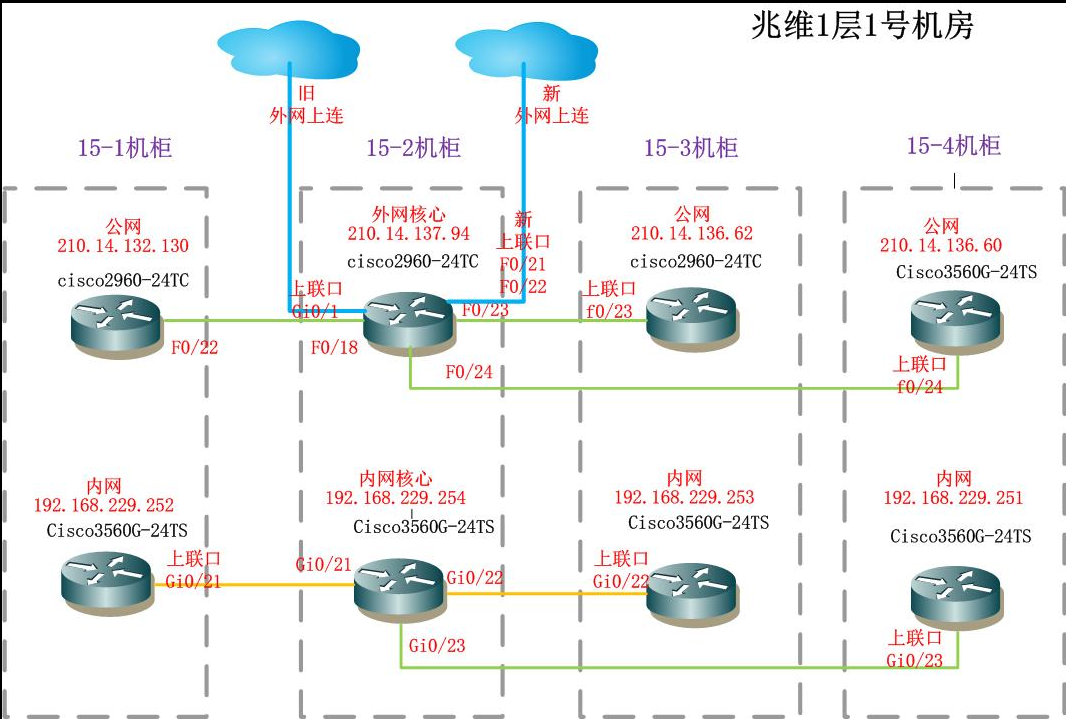 兆维1层1号机房
旧
外网上连
新
外网上连
15-1机柜
15-2机柜
15-3机柜
15-4机柜
公网
210.14.132.130
cisco2960-24TC
F0/22
外网核心
210.14.137.94
cisco2960-24TC
新
上联口
F0/21
F0/22
上联口
Gi0/1
F0/18
F0/23
F0/24
公网
210.14.136.62
cisco2960-24TC
上联口
f0/23
公网
210.14.136.60
Cisco3560G-24TS
上联口
f0/24
内网
192.168.229.252
Cisco3560G-24TS
上联口
Gi0/21
内网核心
192.168.229.254
Cisco3560G-24TS
Gi0/21
Gi0/22
Gi0/23
内网
192.168.229.253
Cisco3560G-24TS
上联口
Gi0/22
内网
192.168.229.251
Cisco3560G-24TS
上联口
Gi0/23